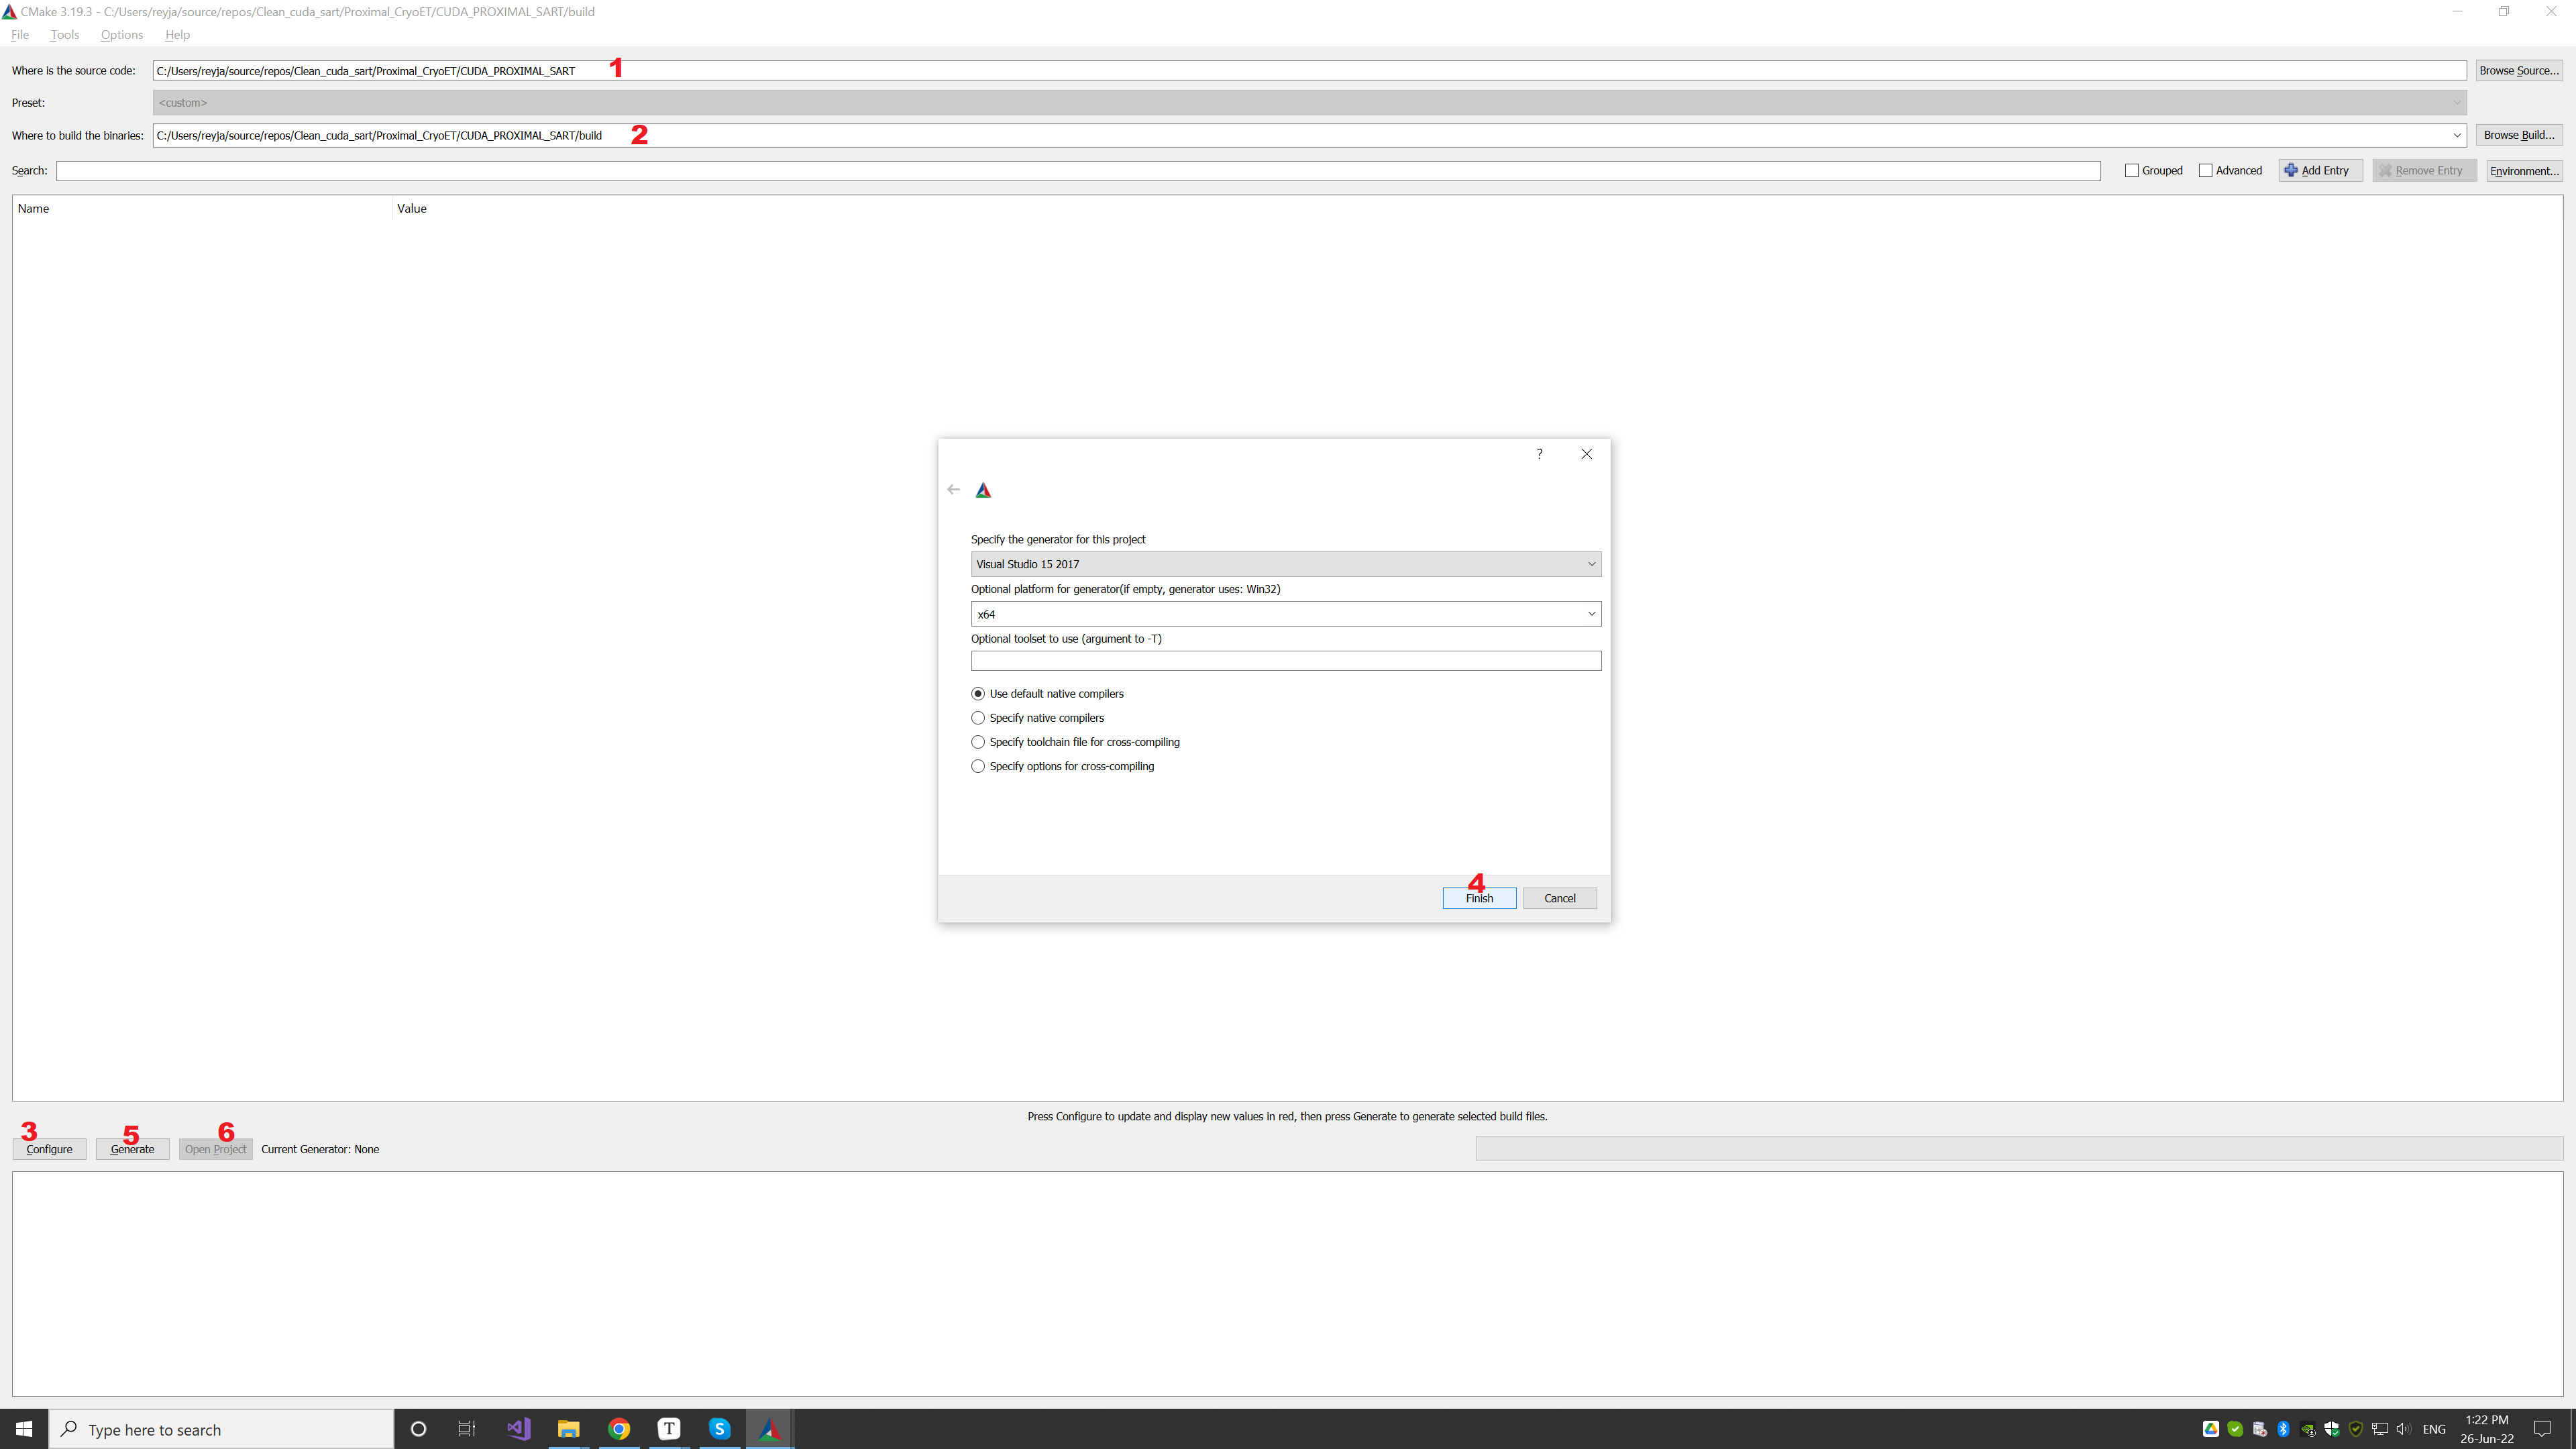 CMake 3.19.3 - C:/Users/reyja/source/repos/Clean_cuda_sart/Proximal_CryoET/CUDA_PROXIMAL_SART/build
File Tools Options Help
Where is the source code: C:/Users/reyja/source/repos/Clean_cuda_sart/Proximal_CryoET/CUDA_PROXIMAL_SART 1 Browse Source...
Preset: <custom>
Where to build the binaries: C:/Users/reyja/source/repos/Clean_cuda_sart/Proximal_CryoET/CUDA_PROXIMAL_SART/build 2 Browse Build...
Search: Grouped Advanced Add Entry Remove Entry Environment...
Name Value
?
Specify the generator for this project
Visual Studio 15 2017
Optional platform for generator(if empty, generator uses: Win32)
x64
Optional toolset to use (argument to -T)
Use default native compilers
Specify native compilers
Specify toolchain file for cross-compiling
Specify options for cross-compiling
4
Finish Cancel
Press Configure to update and display new values in red, then press Generate to generate selected build files.
3 5 6
Configure Generate Open Project Current Generator: None
Type here to search T S ENG 1:22 PM
26-Jun-22